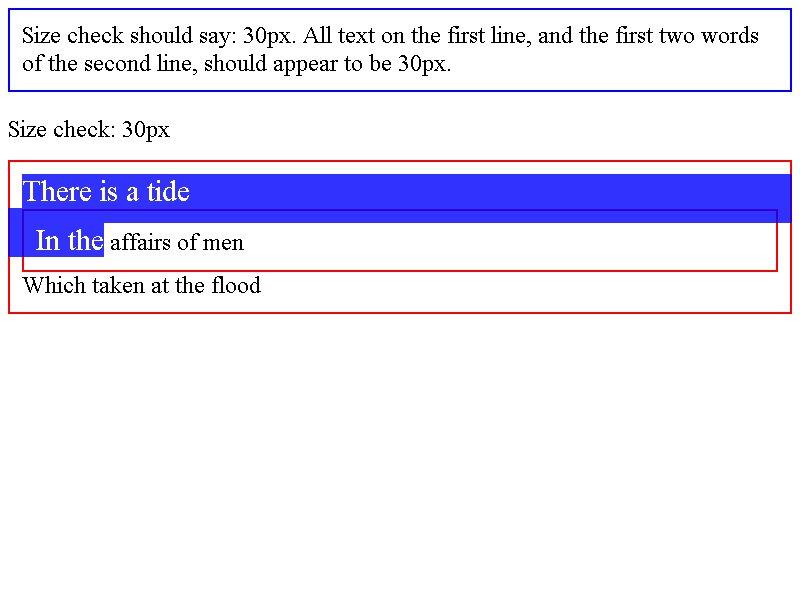 Size check should say: 30px. All text on the first line, and the first two words
of the second line, should appear to be 30px.
Size check: 30px
There is a tide
In the affairs of men
Which taken at the flood